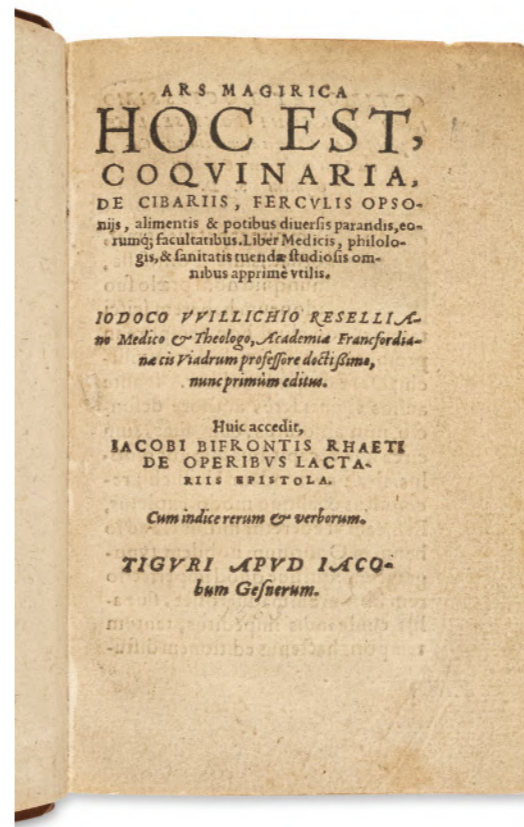 ARS MAGIRICA
HOC EST,
COQVINARIA,
DE CIBARIIS, FERCVLIS OPSO-
nijs, alimentis & potibus diuersis parandis, eo-
rumq́; facultatibus. Liber Medicis, philolo-
gis, & sanitatis tuendæ studiosis om-
nibus apprimè vtilis.
IODOCO VVILLICHIO RESELLIA-
no Medico & Theologo, Academiæ Francfordia-
næ cis Viadrum professore doctißimo,
nunc primùm editus.
Huic accedit,
IACOBI BIFRONTIS RHAETI
DE OPERIBVS LACTA-
RIIS EPISTOLA.
Cum indice rerum & verborum.
TIGVRI APVD IACO-
bum Gesnerum.